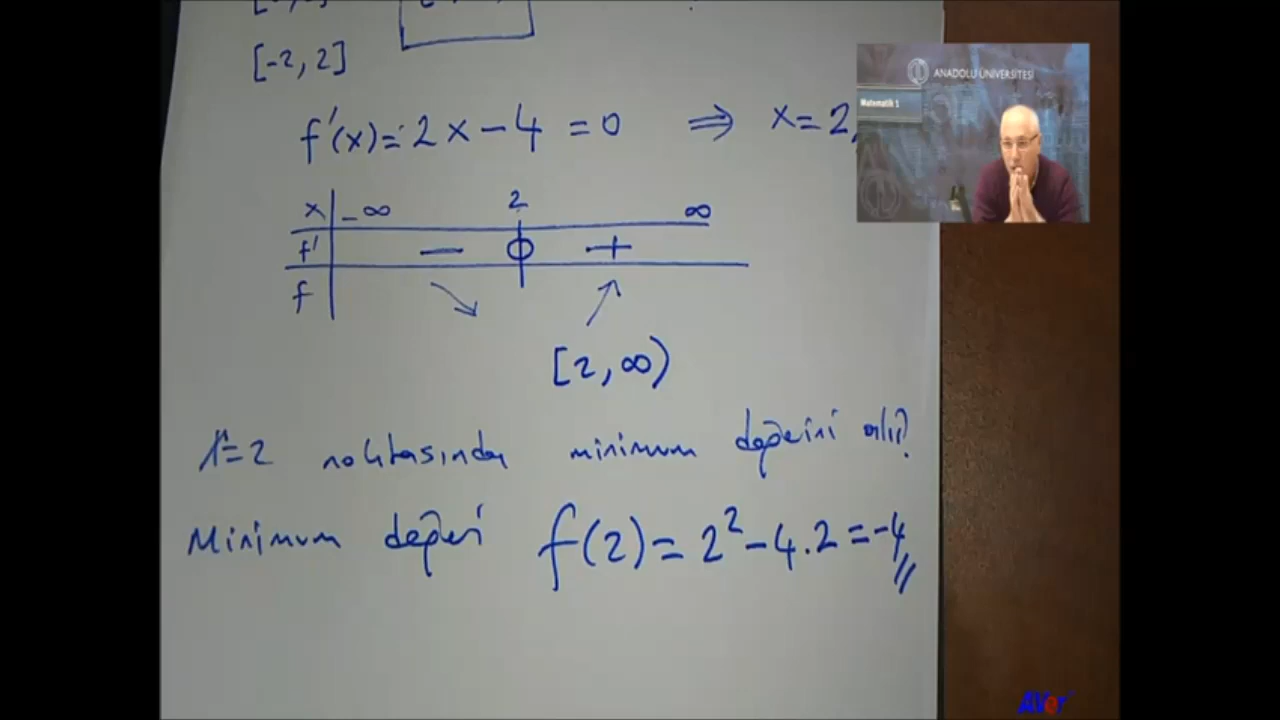 [-2, 2]
f'(x) = 2x - 4 = 0 ⇒ x = 2,
x -∞ 2 ∞
f' - 0 +
f ↘ ↗
[2, ∞)
x=2 noktasında minimum değerini alır
Minimum değeri f(2) = 2² - 4.2 = -4 //
ANADOLU ÜNİVERSİTESİ
Matematik 1
AVer